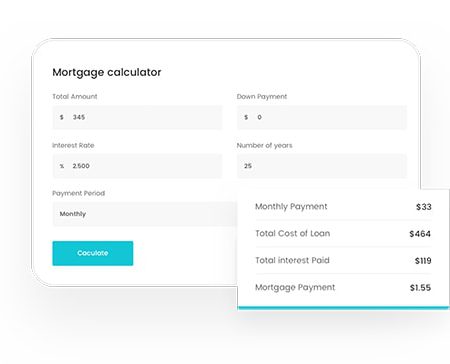 Mortgage calculator
Total Amount
Down Payment
$ 345
$ 0
Interest Rate
Number of years
% 2.500
25
Payment Period
Monthly
Caculate
Monthly Payment $33
Total Cost of Loan $464
Total interest Paid $119
Mortgage Payment $1.55